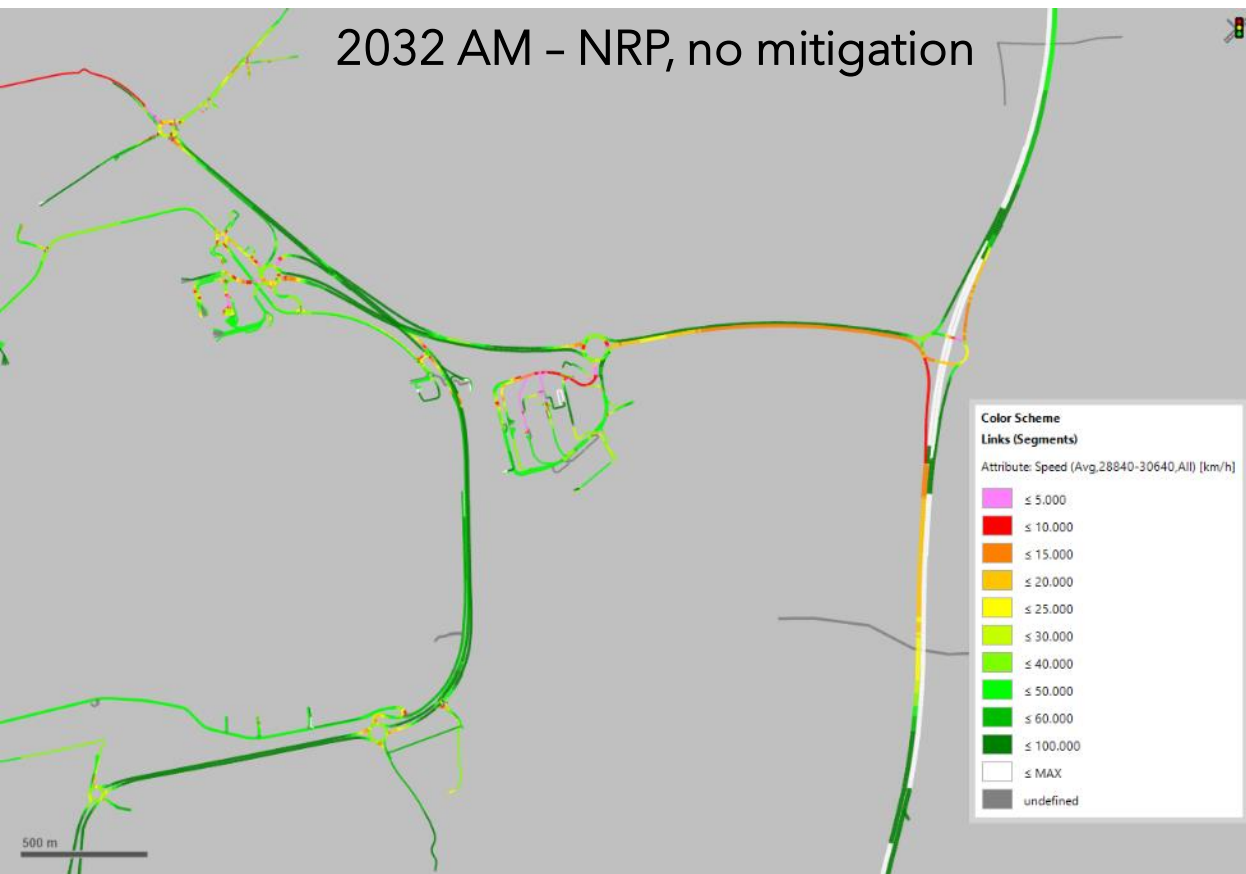 2032 AM – NRP, no mitigation
Color Scheme
Links (Segments)
Attribute: Speed (Avg,28840-30640,All) [km/h]
≤ 5.000
≤ 10.000
≤ 15.000
≤ 20.000
≤ 25.000
≤ 30.000
≤ 40.000
≤ 50.000
≤ 60.000
≤ 100.000
≤ MAX
undefined
500 m